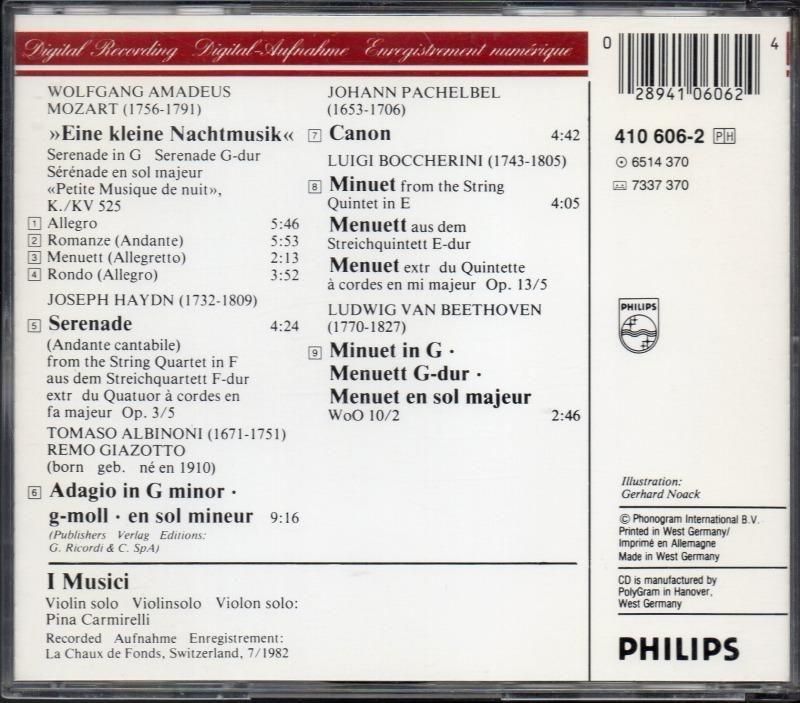 Digital Recording Digital-Aufnahme Enregistrement numérique
WOLFGANG AMADEUS
MOZART (1756-1791)
»Eine kleine Nachtmusik«
Serenade in G Serenade G-dur
Sérénade en sol majeur
«Petite Musique de nuit»,
K./KV 525
1 Allegro 5:46
2 Romanze (Andante) 5:53
3 Menuett (Allegretto) 2:13
4 Rondo (Allegro) 3:52
JOSEPH HAYDN (1732-1809)
5 Serenade 4:24
(Andante cantabile)
from the String Quartet in F
aus dem Streichquartett F-dur
extr du Quatuor à cordes en
fa majeur Op. 3/5
TOMASO ALBINONI (1671-1751)
REMO GIAZOTTO
(born geb. né en 1910)
6 Adagio in G minor ·
g-moll · en sol mineur 9:16
(Publishers Verlag Editions:
G. Ricordi & C. SpA)
JOHANN PACHELBEL
(1653-1706)
7 Canon 4:42
LUIGI BOCCHERINI (1743-1805)
8 Minuet from the String
Quintet in E 4:05
Menuett aus dem
Streichquintett E-dur
Menuet extr du Quintette
à cordes en mi majeur Op. 13/5
LUDWIG VAN BEETHOVEN
(1770-1827)
9 Minuet in G ·
Menuett G-dur ·
Menuet en sol majeur
WoO 10/2 2:46
I Musici
Violin solo Violinsolo Violon solo:
Pina Carmirelli
Recorded Aufnahme Enregistrement:
La Chaux de Fonds, Switzerland, 7/1982
0 28941 06062 4
410 606-2 PH
6514 370
7337 370
PHILIPS
Illustration:
Gerhard Noack
© Phonogram International B.V.
Printed in West Germany/
Imprimé en Allemagne
Made in West Germany
CD is manufactured by
PolyGram in Hanover,
West Germany
PHILIPS